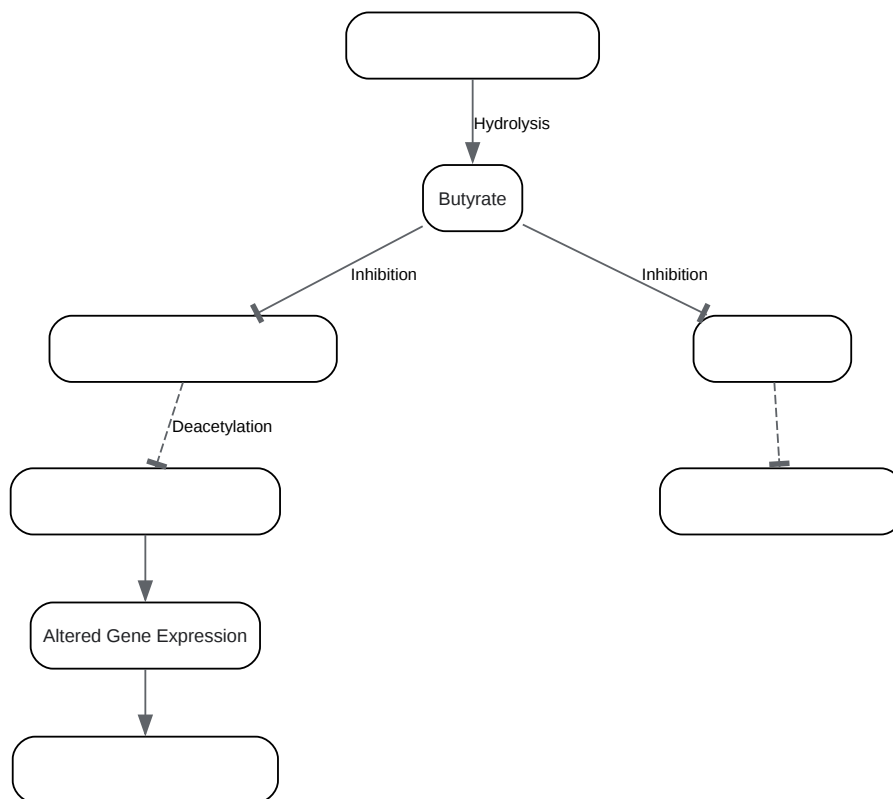 Hydrolysis
Butyrate
Inhibition
Inhibition
Deacetylation
Altered Gene Expression